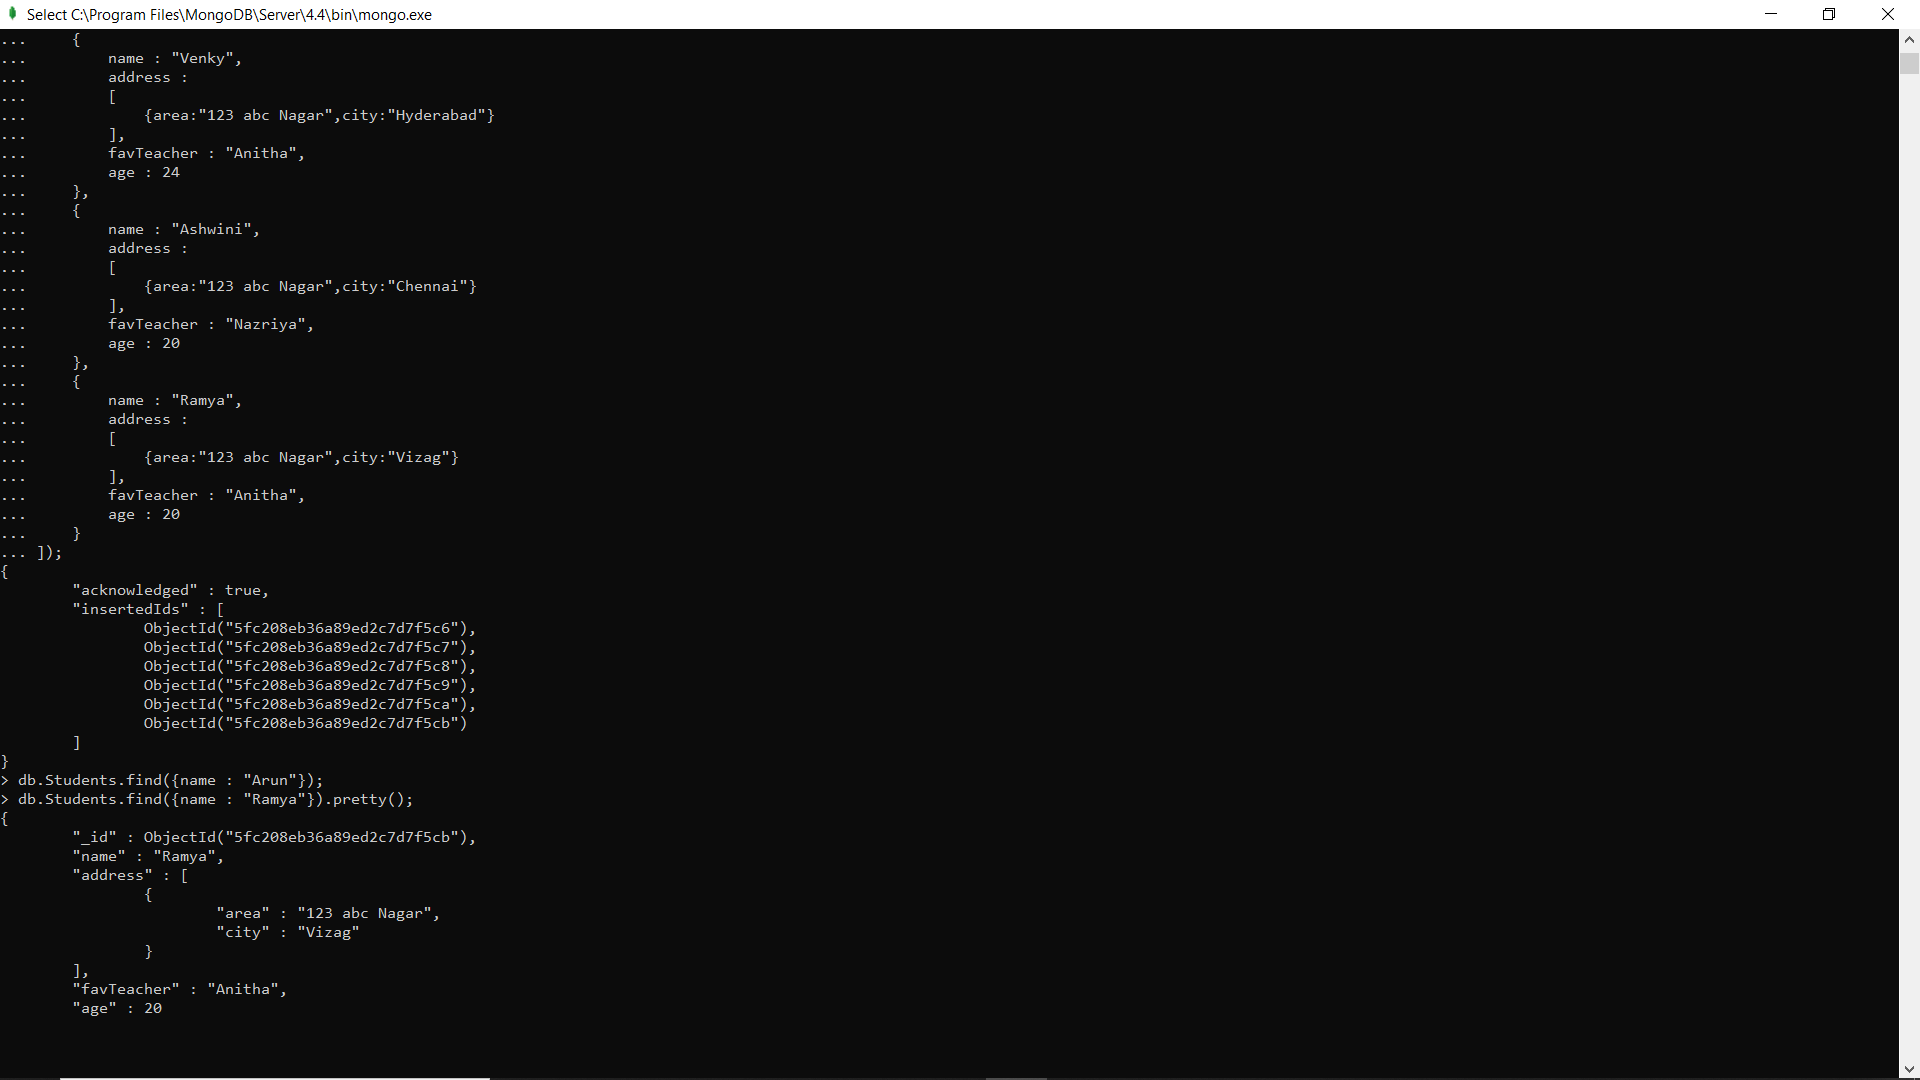 Select C:\Program Files\MongoDB\Server\4.4\bin\mongo.exe
...     {
...         name : "Venky",
...         address :
...         [
...             {area:"123 abc Nagar",city:"Hyderabad"}
...         ],
...         favTeacher : "Anitha",
...         age : 24
...     },
...     {
...         name : "Ashwini",
...         address :
...         [
...             {area:"123 abc Nagar",city:"Chennai"}
...         ],
...         favTeacher : "Nazriya",
...         age : 20
...     },
...     {
...         name : "Ramya",
...         address :
...         [
...             {area:"123 abc Nagar",city:"Vizag"}
...         ],
...         favTeacher : "Anitha",
...         age : 20
...     }
... ]);
{
        "acknowledged" : true,
        "insertedIds" : [
                ObjectId("5fc208eb36a89ed2c7d7f5c6"),
                ObjectId("5fc208eb36a89ed2c7d7f5c7"),
                ObjectId("5fc208eb36a89ed2c7d7f5c8"),
                ObjectId("5fc208eb36a89ed2c7d7f5c9"),
                ObjectId("5fc208eb36a89ed2c7d7f5ca"),
                ObjectId("5fc208eb36a89ed2c7d7f5cb")
        ]
}
> db.Students.find({name : "Arun"});
> db.Students.find({name : "Ramya"}).pretty();
{
        "_id" : ObjectId("5fc208eb36a89ed2c7d7f5cb"),
        "name" : "Ramya",
        "address" : [
                {
                        "area" : "123 abc Nagar",
                        "city" : "Vizag"
                }
        ],
        "favTeacher" : "Anitha",
        "age" : 20